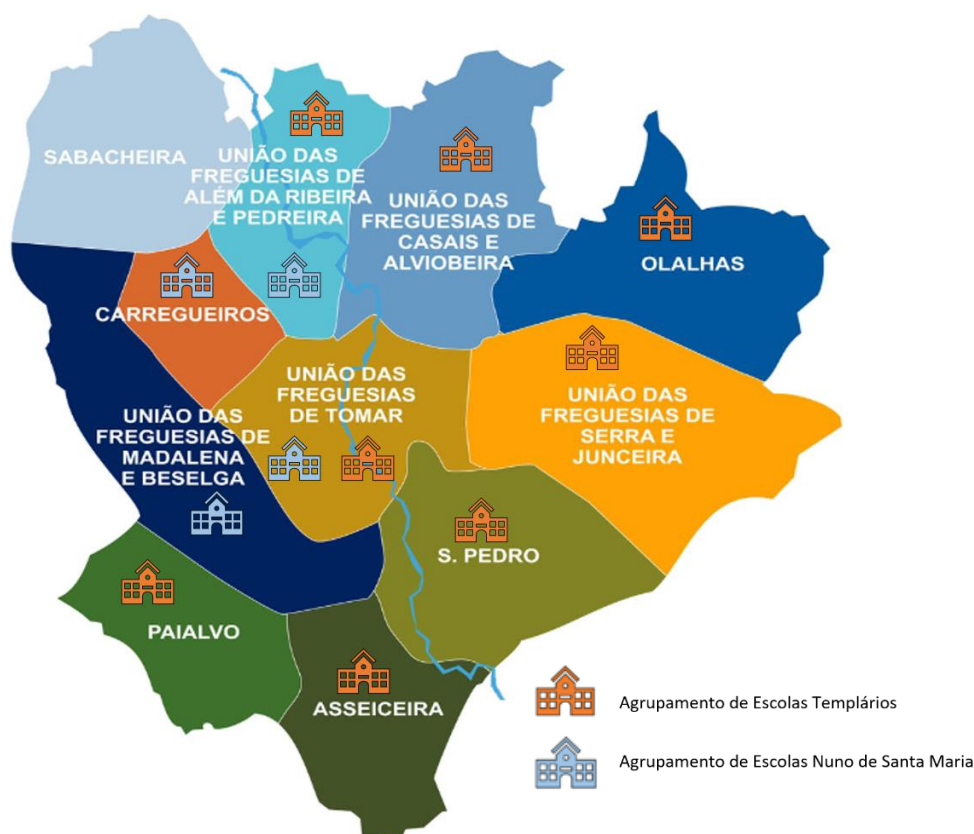 SABACHEIRA
UNIÃO DAS
FREGUESIAS DE
ALÉM DA RIBEIRA
E PEDREIRA
UNIÃO DAS
FREGUESIAS DE
CASAIS E
ALVIOBEIRA
OLALHAS
CARREGUEIROS
UNIÃO DAS
FREGUESIAS
DE TOMAR
UNIÃO DAS
FREGUESIAS DE
SERRA E
JUNCEIRA
UNIÃO DAS
FREGUESIAS DE
MADALENA
E BESELGA
S. PEDRO
PAIALVO
ASSEICEIRA
Agrupamento de Escolas Templários
Agrupamento de Escolas Nuno de Santa Maria